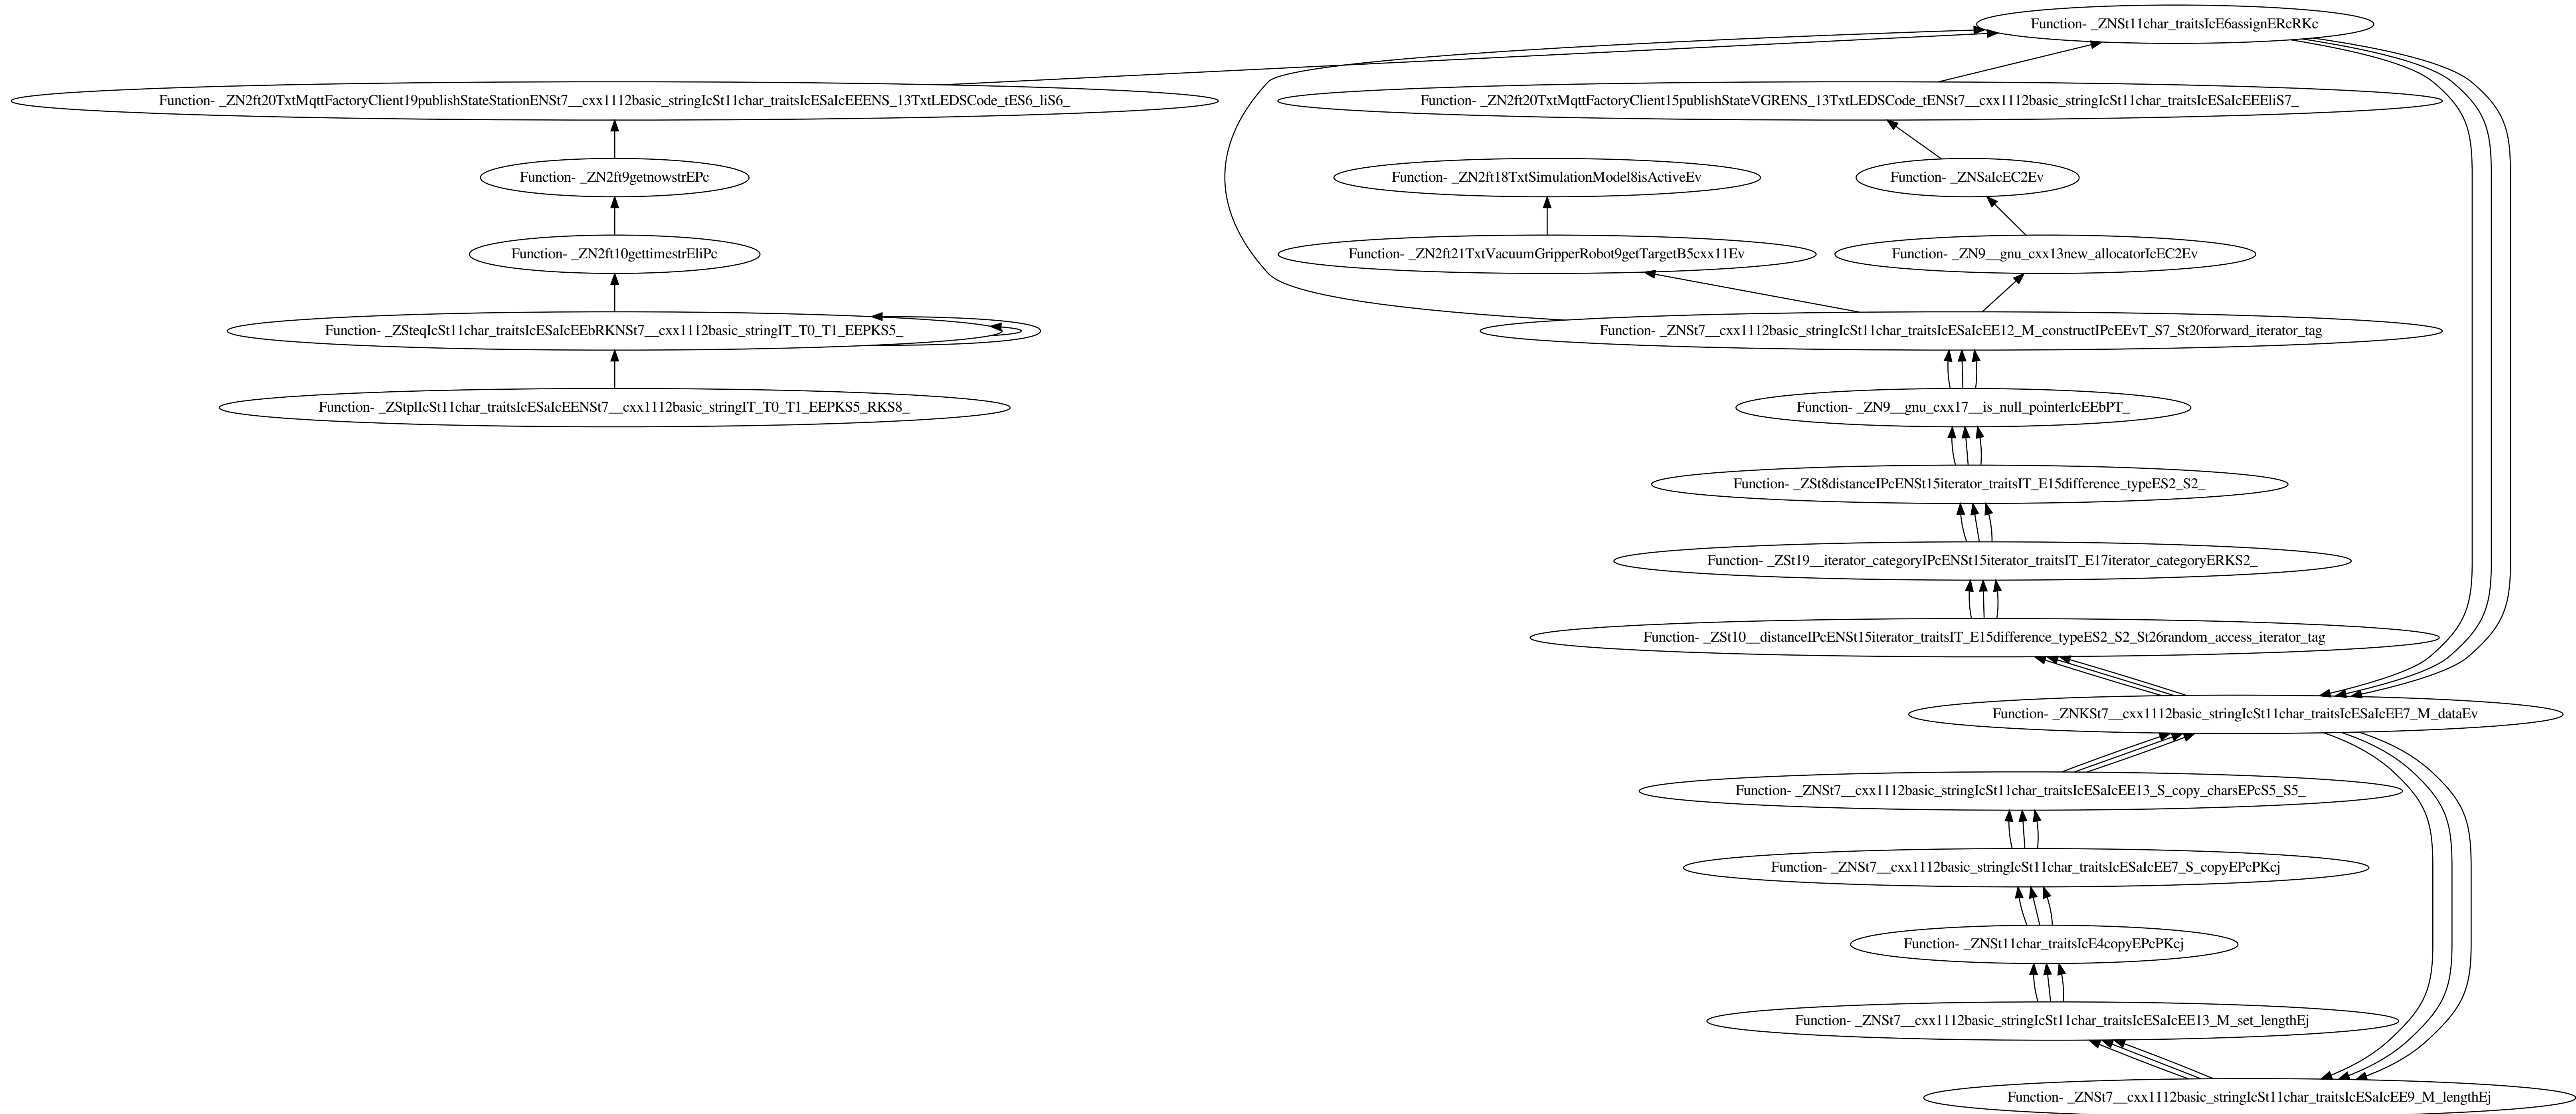 Function- _ZNSt11char_traitsIcE6assignERcRKc
Function- _ZN2ft20TxtMqttFactoryClient19publishStateStationENSt7__cxx1112basic_stringIcSt11char_traitsIcESaIcEEENS_13TxtLEDSCode_tES6_liS6_
Function- _ZN2ft20TxtMqttFactoryClient15publishStateVGRENS_13TxtLEDSCode_tENSt7__cxx1112basic_stringIcSt11char_traitsIcESaIcEEEliS7_
Function- _ZN2ft9getnowstrEPc
Function- _ZN2ft18TxtSimulationModel8isActiveEv
Function- _ZNSaIcEC2Ev
Function- _ZN2ft10gettimestrEliPc
Function- _ZN2ft21TxtVacuumGripperRobot9getTargetB5cxx11Ev
Function- _ZN9__gnu_cxx13new_allocatorIcEC2Ev
Function- _ZSteqIcSt11char_traitsIcESaIcEEbRKNSt7__cxx1112basic_stringIT_T0_T1_EEPKS5_
Function- _ZNSt7__cxx1112basic_stringIcSt11char_traitsIcESaIcEE12_M_constructIPcEEvT_S7_St20forward_iterator_tag
Function- _ZStplIcSt11char_traitsIcESaIcEENSt7__cxx1112basic_stringIT_T0_T1_EEPKS5_RKS8_
Function- _ZN9__gnu_cxx17__is_null_pointerIcEEbPT_
Function- _ZSt8distanceIPcENSt15iterator_traitsIT_E15difference_typeES2_S2_
Function- _ZSt19__iterator_categoryIPcENSt15iterator_traitsIT_E17iterator_categoryERKS2_
Function- _ZSt10__distanceIPcENSt15iterator_traitsIT_E15difference_typeES2_S2_St26random_access_iterator_tag
Function- _ZNKSt7__cxx1112basic_stringIcSt11char_traitsIcESaIcEE7_M_dataEv
Function- _ZNSt7__cxx1112basic_stringIcSt11char_traitsIcESaIcEE13_S_copy_charsEPcS5_S5_
Function- _ZNSt7__cxx1112basic_stringIcSt11char_traitsIcESaIcEE7_S_copyEPcPKcj
Function- _ZNSt11char_traitsIcE4copyEPcPKcj
Function- _ZNSt7__cxx1112basic_stringIcSt11char_traitsIcESaIcEE13_M_set_lengthEj
Function- _ZNSt7__cxx1112basic_stringIcSt11char_traitsIcESaIcEE9_M_lengthEj